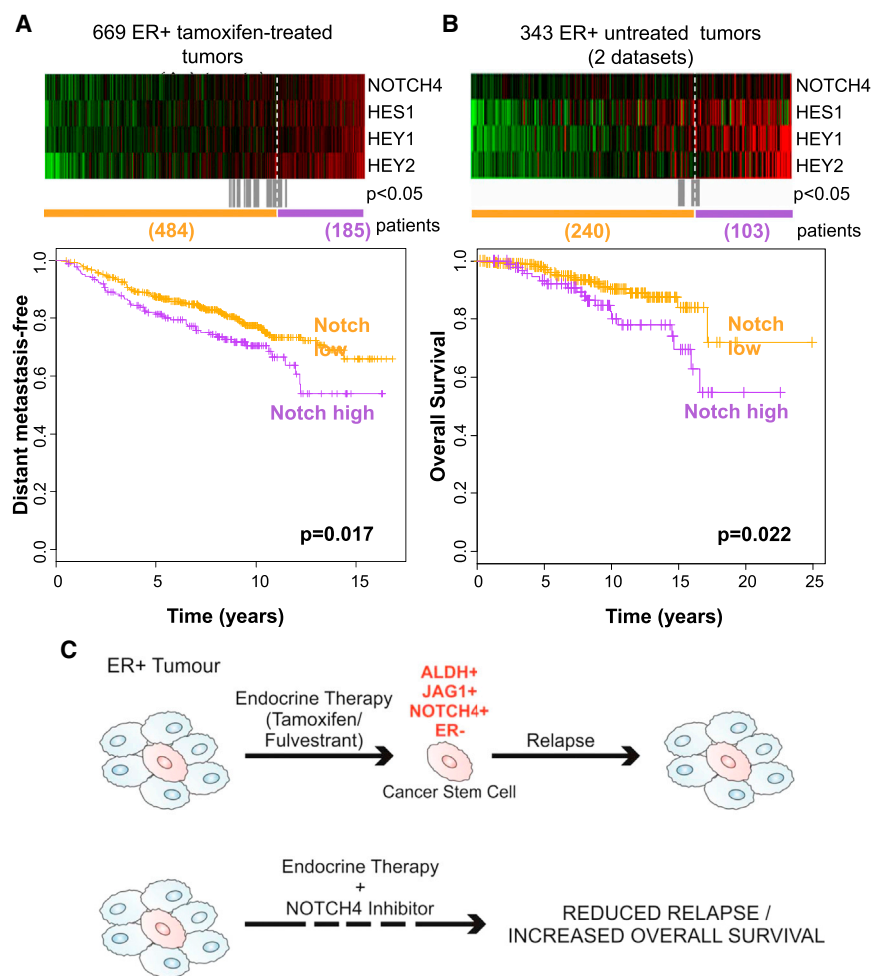 A
669 ER+ tamoxifen-treated
tumors
NOTCH4
HES1
HEY1
HEY2
p<0.05
(484)
(185)
patients
Distant metastasis-free
1.0
0.8
0.6
0.4
0.2
0.0
Notch
low
Notch high
p=0.017
0
5
10
15
Time (years)
B
343 ER+ untreated tumors
(2 datasets)
NOTCH4
HES1
HEY1
HEY2
p<0.05
(240)
(103)
patients
Overall Survival
1.0
0.8
0.6
0.4
0.2
0.0
Notch
low
Notch high
p=0.022
0
5
10
15
20
25
Time (years)
C
ER+ Tumour
Endocrine Therapy
(Tamoxifen/
Fulvestrant)
ALDH+
JAG1+
NOTCH4+
ER-
Cancer Stem Cell
Relapse
Endocrine Therapy
+
NOTCH4 Inhibitor
REDUCED RELAPSE /
INCREASED OVERALL SURVIVAL